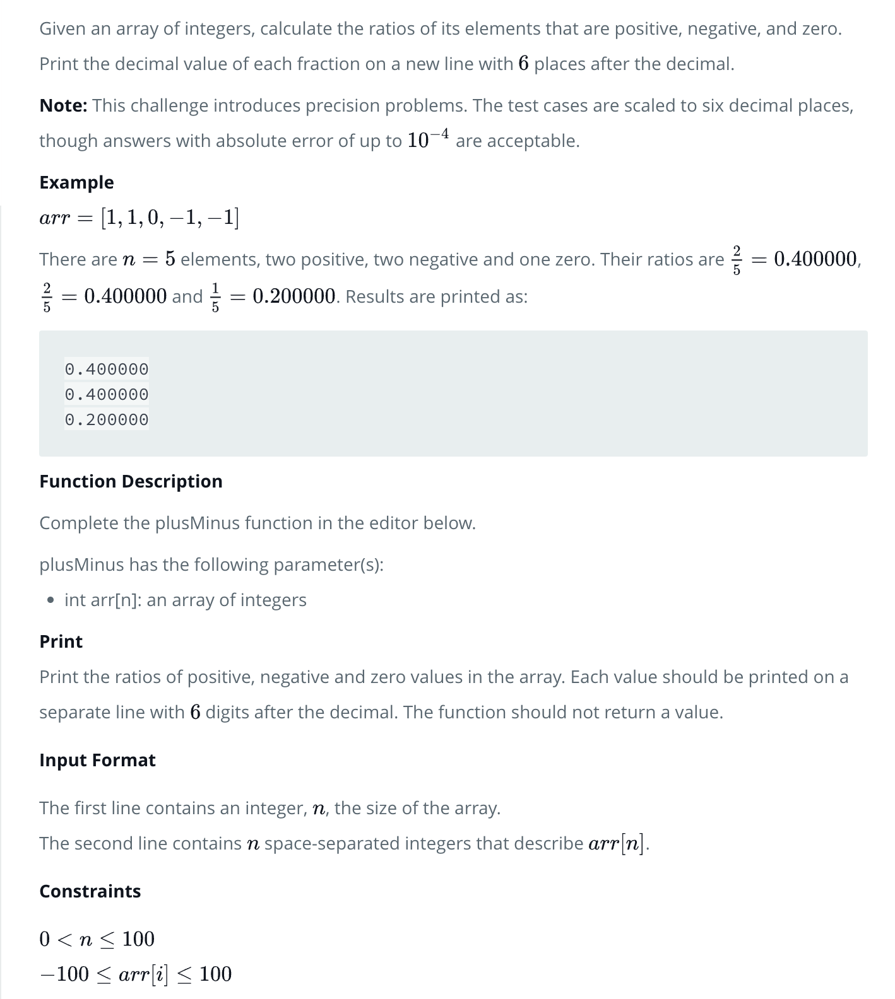 Given an array of integers, calculate the ratios of its elements that are positive, negative, and zero.
Print the decimal value of each fraction on a new line with 6 places after the decimal.
Note: This challenge introduces precision problems. The test cases are scaled to six decimal places,
though answers with absolute error of up to 10^−4 are acceptable.
Example
arr = [1, 1, 0, −1, −1]
There are n = 5 elements, two positive, two negative and one zero. Their ratios are 2/5 = 0.400000,
2/5 = 0.400000 and 1/5 = 0.200000. Results are printed as:
0.400000
0.400000
0.200000
Function Description
Complete the plusMinus function in the editor below.
plusMinus has the following parameter(s):
• int arr[n]: an array of integers
Print
Print the ratios of positive, negative and zero values in the array. Each value should be printed on a
separate line with 6 digits after the decimal. The function should not return a value.
Input Format
The first line contains an integer, n, the size of the array.
The second line contains n space-separated integers that describe arr[n].
Constraints
0 < n ≤ 100
−100 ≤ arr[i] ≤ 100